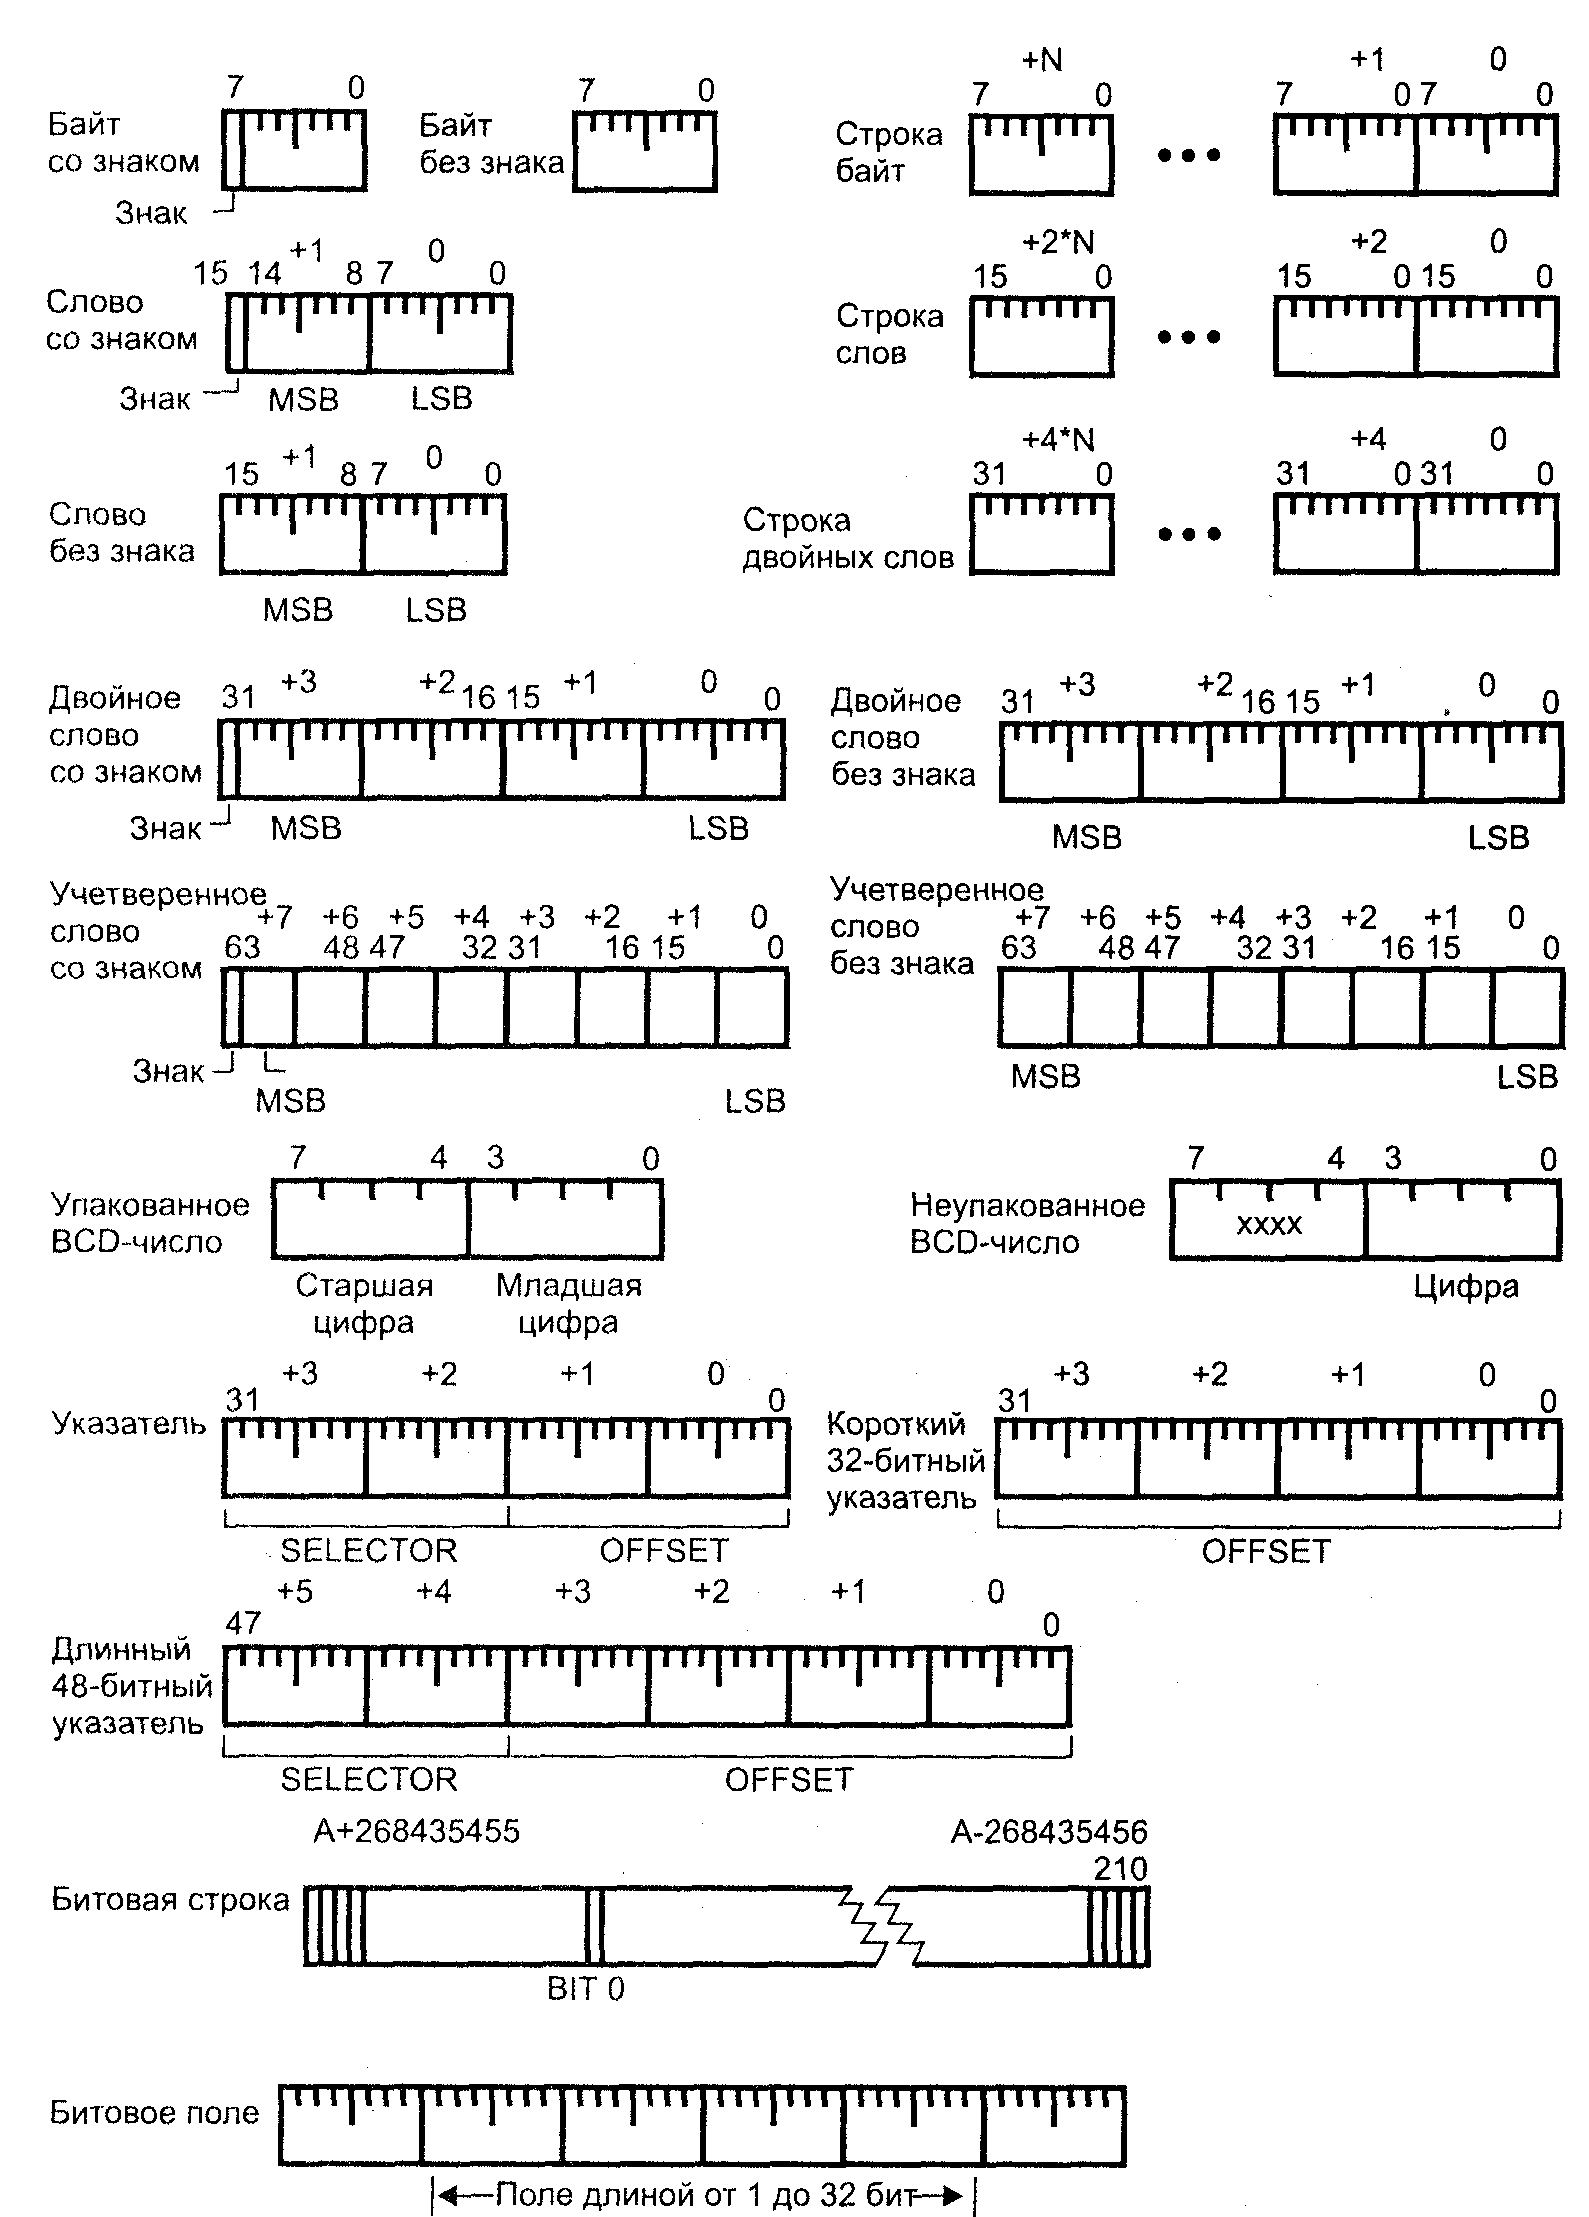 7 0
Байт
со знаком
Знак
7 0
Байт
без знака
+N +1 0
7 0 7 0 7 0
Строка
байт
+1 0
15 14 8 7 0
Слово
со знаком
Знак MSB LSB
+2*N +2 0
15 0 15 0 15 0
Строка
слов
+1 0
15 8 7 0
Слово
без знака
MSB LSB
+4*N +4 0
31 0 31 0 31 0
Строка
двойных слов
+3 +2 +1 0
31 16 15 0
Двойное
слово
со знаком
Знак MSB LSB
+3 +2 +1 0
31 16 15 0
Двойное
слово
без знака
MSB LSB
Учетверенное
слово
со знаком
+7 +6 +5 +4 +3 +2 +1 0
63 48 47 32 31 16 15 0
Знак
MSB LSB
Учетверенное
слово
без знака
+7 +6 +5 +4 +3 +2 +1 0
63 48 47 32 31 16 15 0
MSB LSB
7 4 3 0
Упакованное
BCD-число
Старшая
цифра
Младшая
цифра
7 4 3 0
Неупакованное
BCD-число
xxxx
Цифра
+3 +2 +1 0
31 0
Указатель
SELECTOR OFFSET
+3 +2 +1 0
31 0
Короткий
32-битный
указатель
OFFSET
+5 +4 +3 +2 +1 0
47 0
Длинный
48-битный
указатель
SELECTOR OFFSET
A+268435455 A-268435456
210
Битовая строка
BIT 0
Битовое поле
Поле длиной от 1 до 32 бит